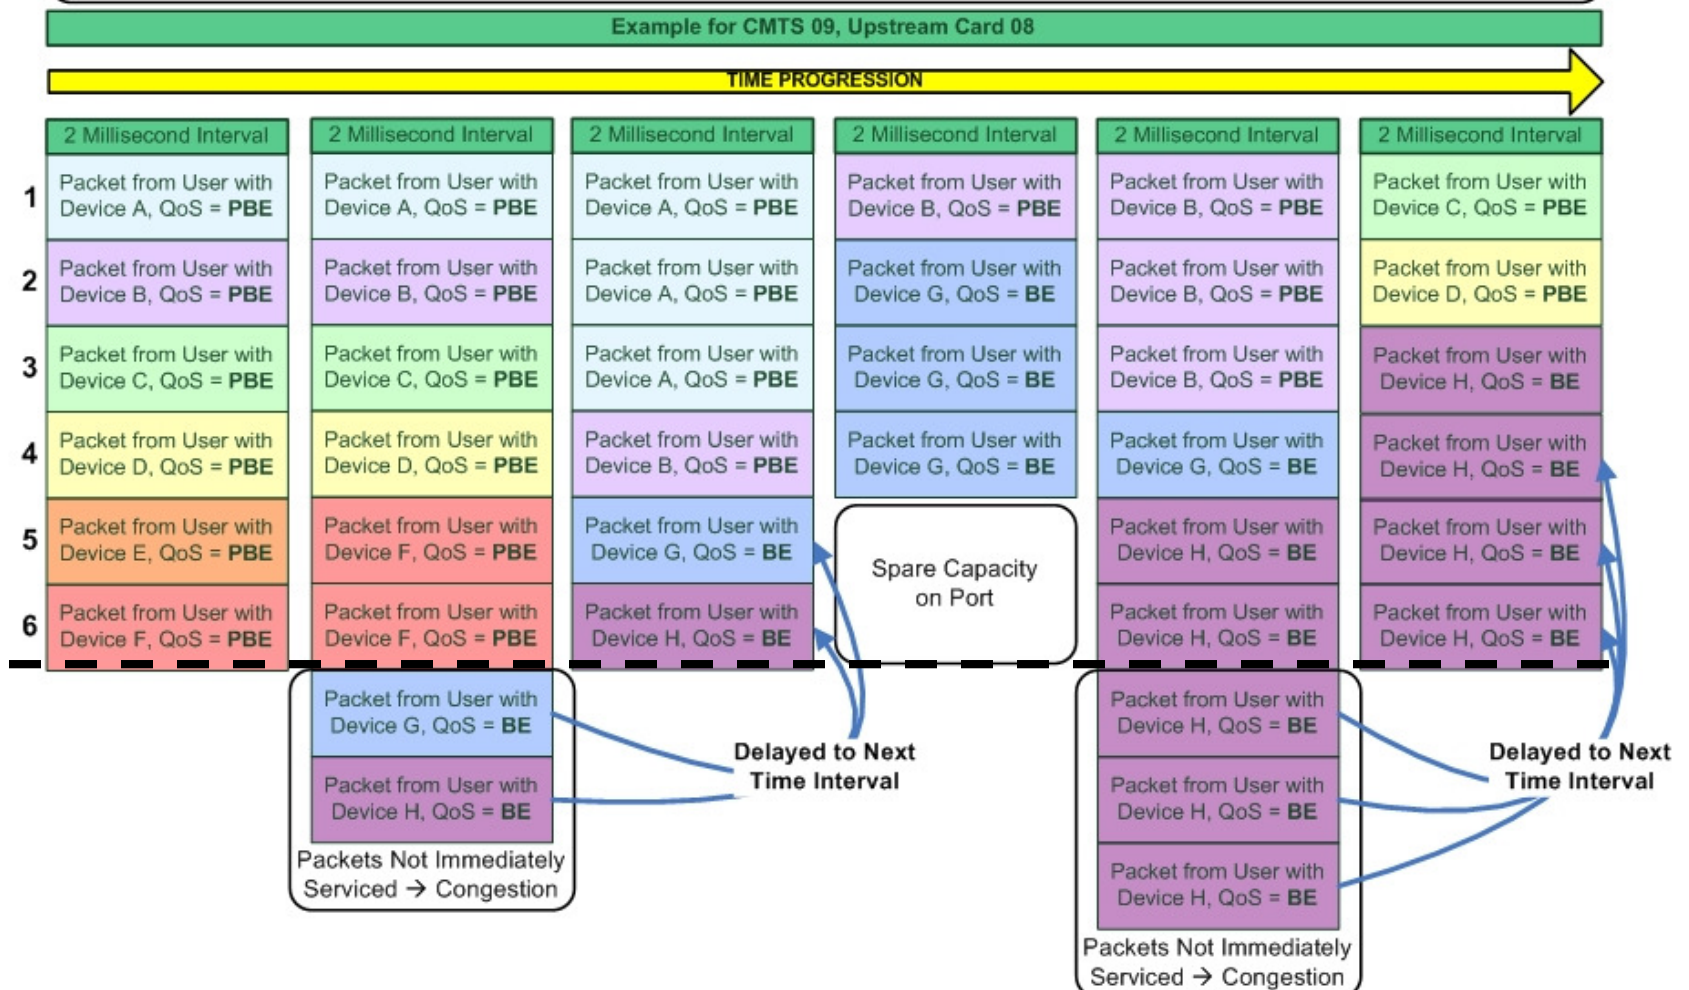 Example for CMTS 09, Upstream Card 08
TIME PROGRESSION
2 Millisecond Interval
2 Millisecond Interval
2 Millisecond Interval
2 Millisecond Interval
2 Millisecond Interval
2 Millisecond Interval
1
Packet from User with
Device A, QoS = PBE
Packet from User with
Device A, QoS = PBE
Packet from User with
Device A, QoS = PBE
Packet from User with
Device B, QoS = PBE
Packet from User with
Device B, QoS = PBE
Packet from User with
Device C, QoS = PBE
2
Packet from User with
Device B, QoS = PBE
Packet from User with
Device B, QoS = PBE
Packet from User with
Device A, QoS = PBE
Packet from User with
Device G, QoS = BE
Packet from User with
Device B, QoS = PBE
Packet from User with
Device D, QoS = PBE
3
Packet from User with
Device C, QoS = PBE
Packet from User with
Device C, QoS = PBE
Packet from User with
Device A, QoS = PBE
Packet from User with
Device G, QoS = BE
Packet from User with
Device B, QoS = PBE
Packet from User with
Device H, QoS = BE
4
Packet from User with
Device D, QoS = PBE
Packet from User with
Device D, QoS = PBE
Packet from User with
Device B, QoS = PBE
Packet from User with
Device G, QoS = BE
Packet from User with
Device G, QoS = BE
Packet from User with
Device H, QoS = BE
5
Packet from User with
Device E, QoS = PBE
Packet from User with
Device F, QoS = PBE
Packet from User with
Device G, QoS = BE
Spare Capacity
on Port
Packet from User with
Device H, QoS = BE
Packet from User with
Device H, QoS = BE
6
Packet from User with
Device F, QoS = PBE
Packet from User with
Device F, QoS = PBE
Packet from User with
Device H, QoS = BE
Packet from User with
Device H, QoS = BE
Packet from User with
Device H, QoS = BE
Packet from User with
Device G, QoS = BE
Packet from User with
Device H, QoS = BE
Packets Not Immediately
Serviced → Congestion
Delayed to Next
Time Interval
Packet from User with
Device H, QoS = BE
Packet from User with
Device H, QoS = BE
Packet from User with
Device H, QoS = BE
Packets Not Immediately
Serviced → Congestion
Delayed to Next
Time Interval